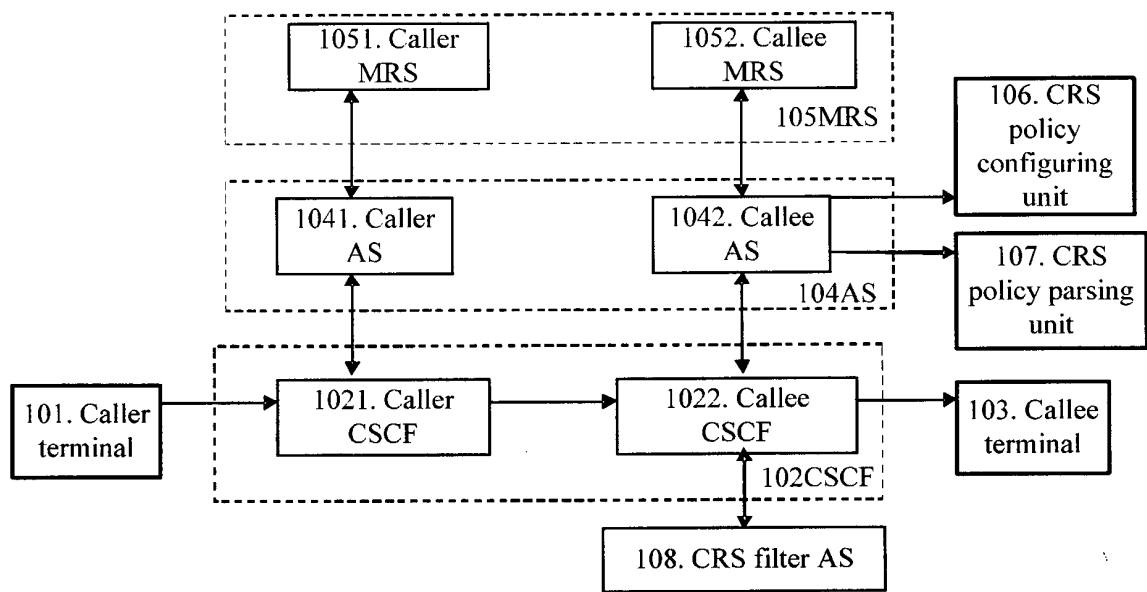 1051. Caller
MRS
1052. Callee
MRS
105MRS
106. CRS
policy
configuring
unit
1041. Caller
AS
1042. Callee
AS
104AS
107. CRS
policy parsing
unit
101. Caller
terminal
1021. Caller
CSCF
1022. Callee
CSCF
102CSCF
103. Callee
terminal
108. CRS filter AS